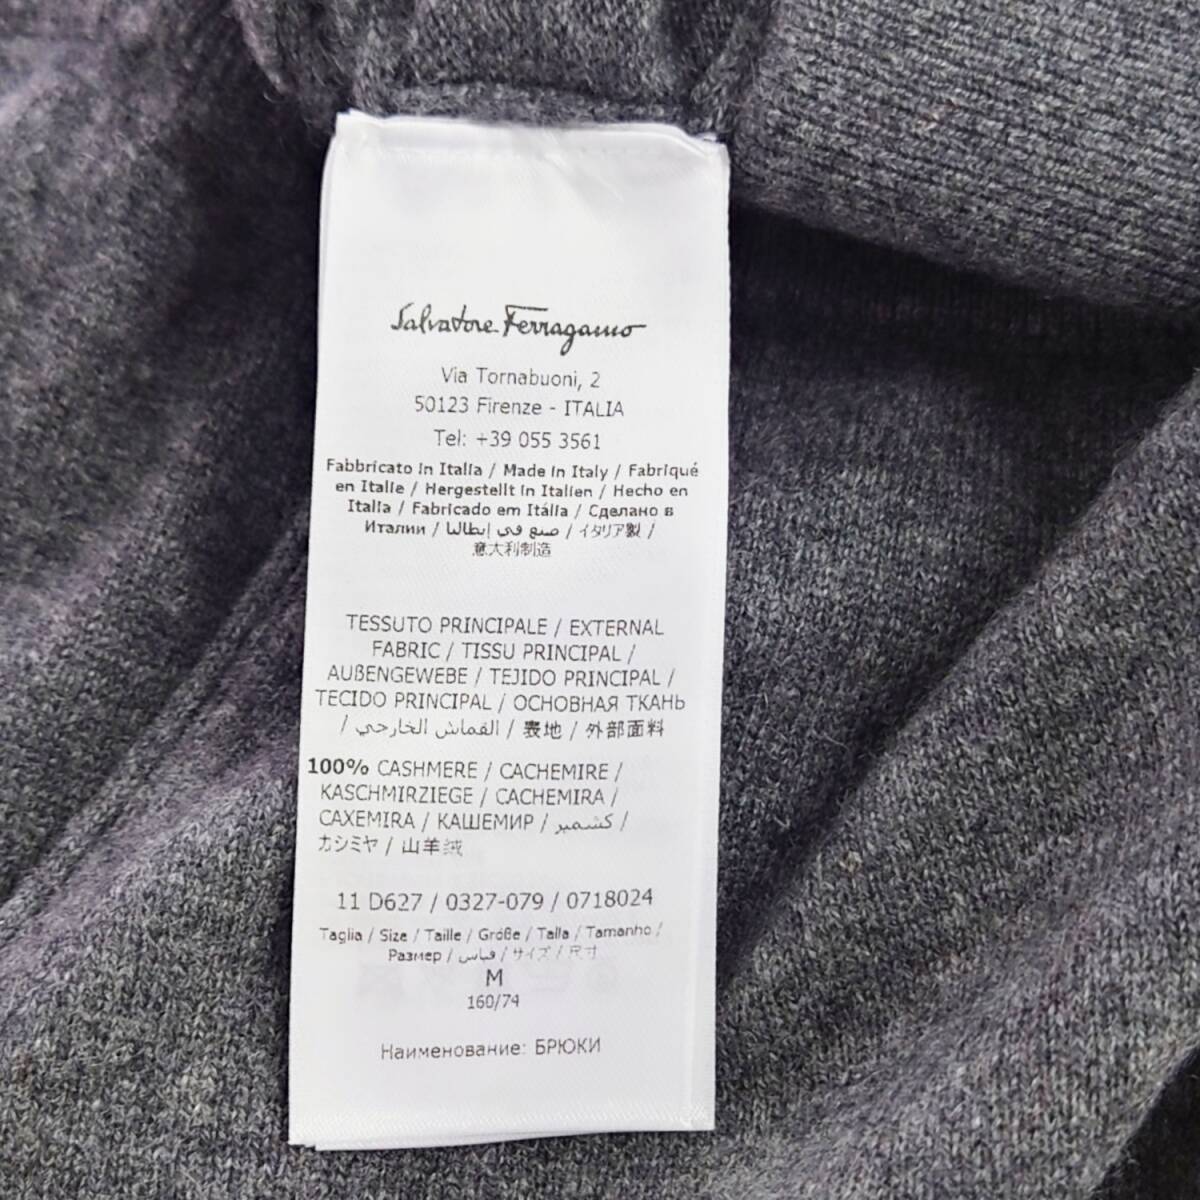 Salvatore Ferragamo
Via Tornabuoni, 2
50123 Firenze - ITALIA
Tel: +39 055 3561
Fabbricato in Italia / Made in Italy / Fabriqué
en Italie / Hergestellt in Italien / Hecho en
Italia / Fabricado em Itália / Сделано в
Италии / صنع في إيطاليا / イタリア製 /
意大利制造
TESSUTO PRINCIPALE / EXTERNAL
FABRIC / TISSU PRINCIPAL /
AUßENGEWEBE / TEJIDO PRINCIPAL /
TECIDO PRINCIPAL / ОСНОВНАЯ ТКАНЬ
/ القماش الخارجي / 表地 / 外部面料
100% CASHMERE / CACHEMIRE /
KASCHMIRZIEGE / CACHEMIRA /
CAXEMIRA / КАШЕМИР / كشمير /
カシミヤ / 山羊绒
11 D627 / 0327-079 / 0718024
Taglia / Size / Taille / Größe / Talla / Tamanho /
Размер / قياس / サイズ / 尺寸
M
160/74
Наименование: БРЮКИ